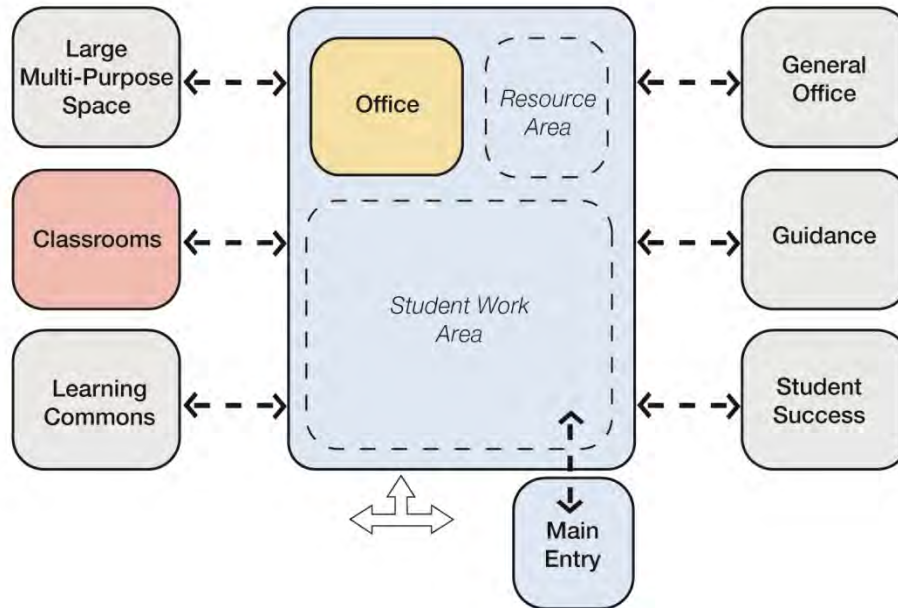 Large
Multi-Purpose
Space
Office
Resource
Area
General
Office
Classrooms
Guidance
Student Work
Area
Learning
Commons
Student
Success
Main
Entry